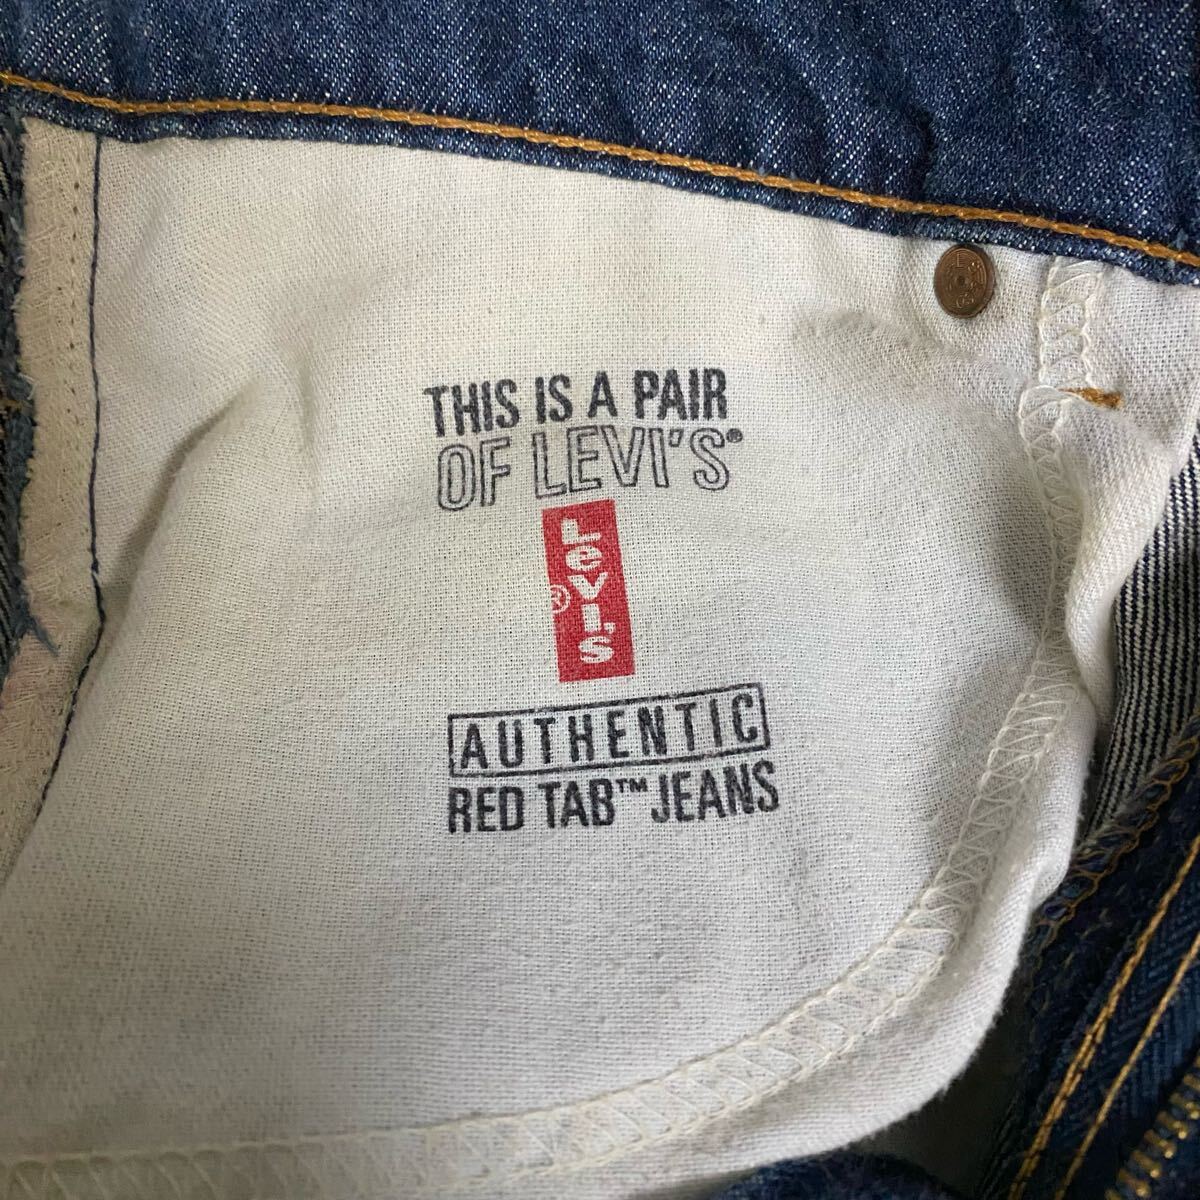 THIS IS A PAIR
OF LEVI'S®
LEVI'S®
AUTHENTIC
RED TAB™ JEANS